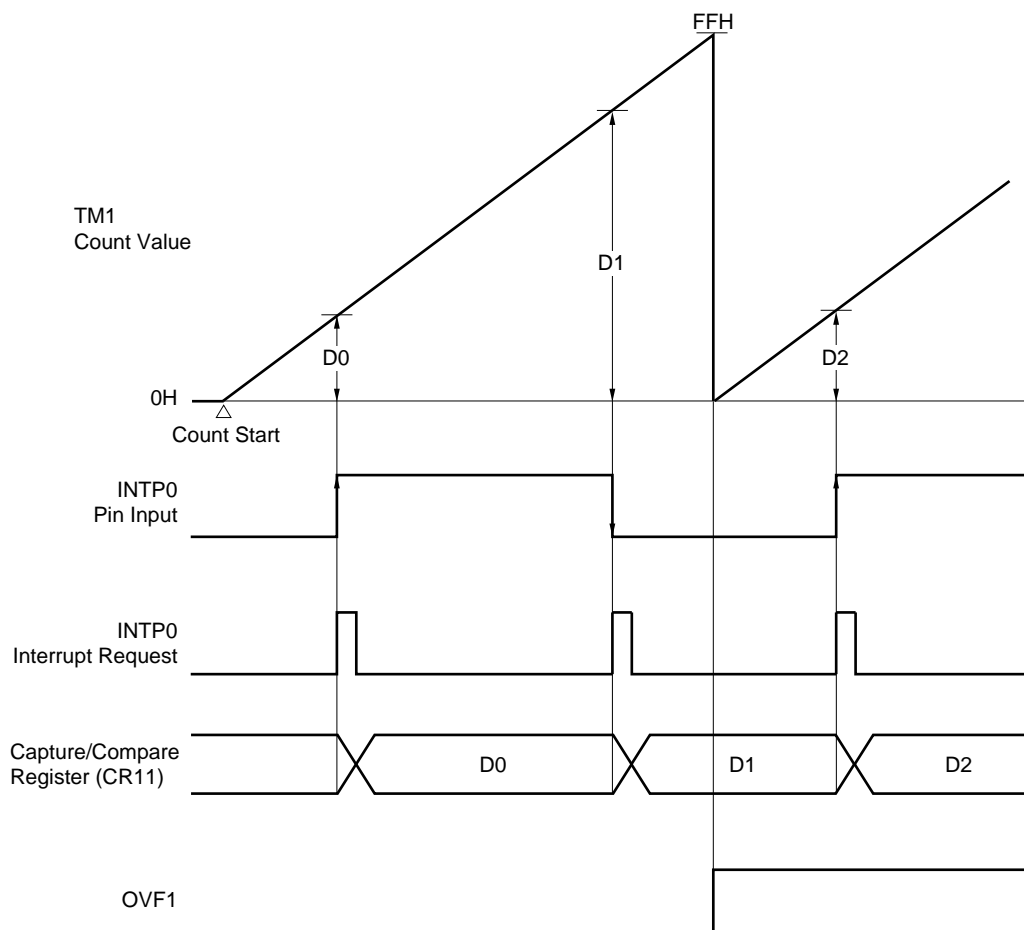 FFH
TM1
Count Value
D1
D0
D2
0H
Count Start
INTP0
Pin Input
INTP0
Interrupt Request
Capture/Compare
Register (CR11)
D0
D1
D2
OVF1